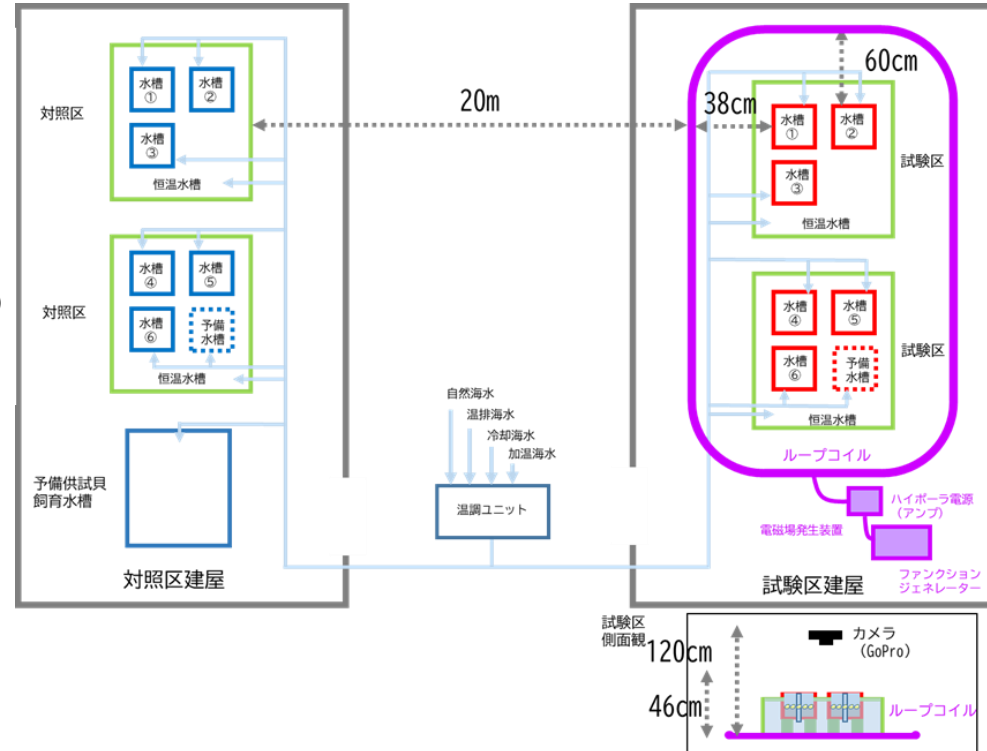 対照区
水槽
①
水槽
②
水槽
③
恒温水槽
対照区
水槽
④
水槽
⑤
水槽
⑥
予備
水槽
恒温水槽
予備供試貝
飼育水槽
対照区建屋
20m
自然海水
温排海水
冷却海水
加温海水
温調ユニット
60cm
38cm
水槽
①
水槽
②
水槽
③
試験区
恒温水槽
水槽
④
水槽
⑤
水槽
⑥
予備
水槽
試験区
恒温水槽
ループコイル
ハイポーラ電源
(アンプ)
電磁場発生装置
ファンクション
ジェネレーター
試験区建屋
試験区
側面観
120cm
46cm
カメラ
(GoPro)
ループコイル